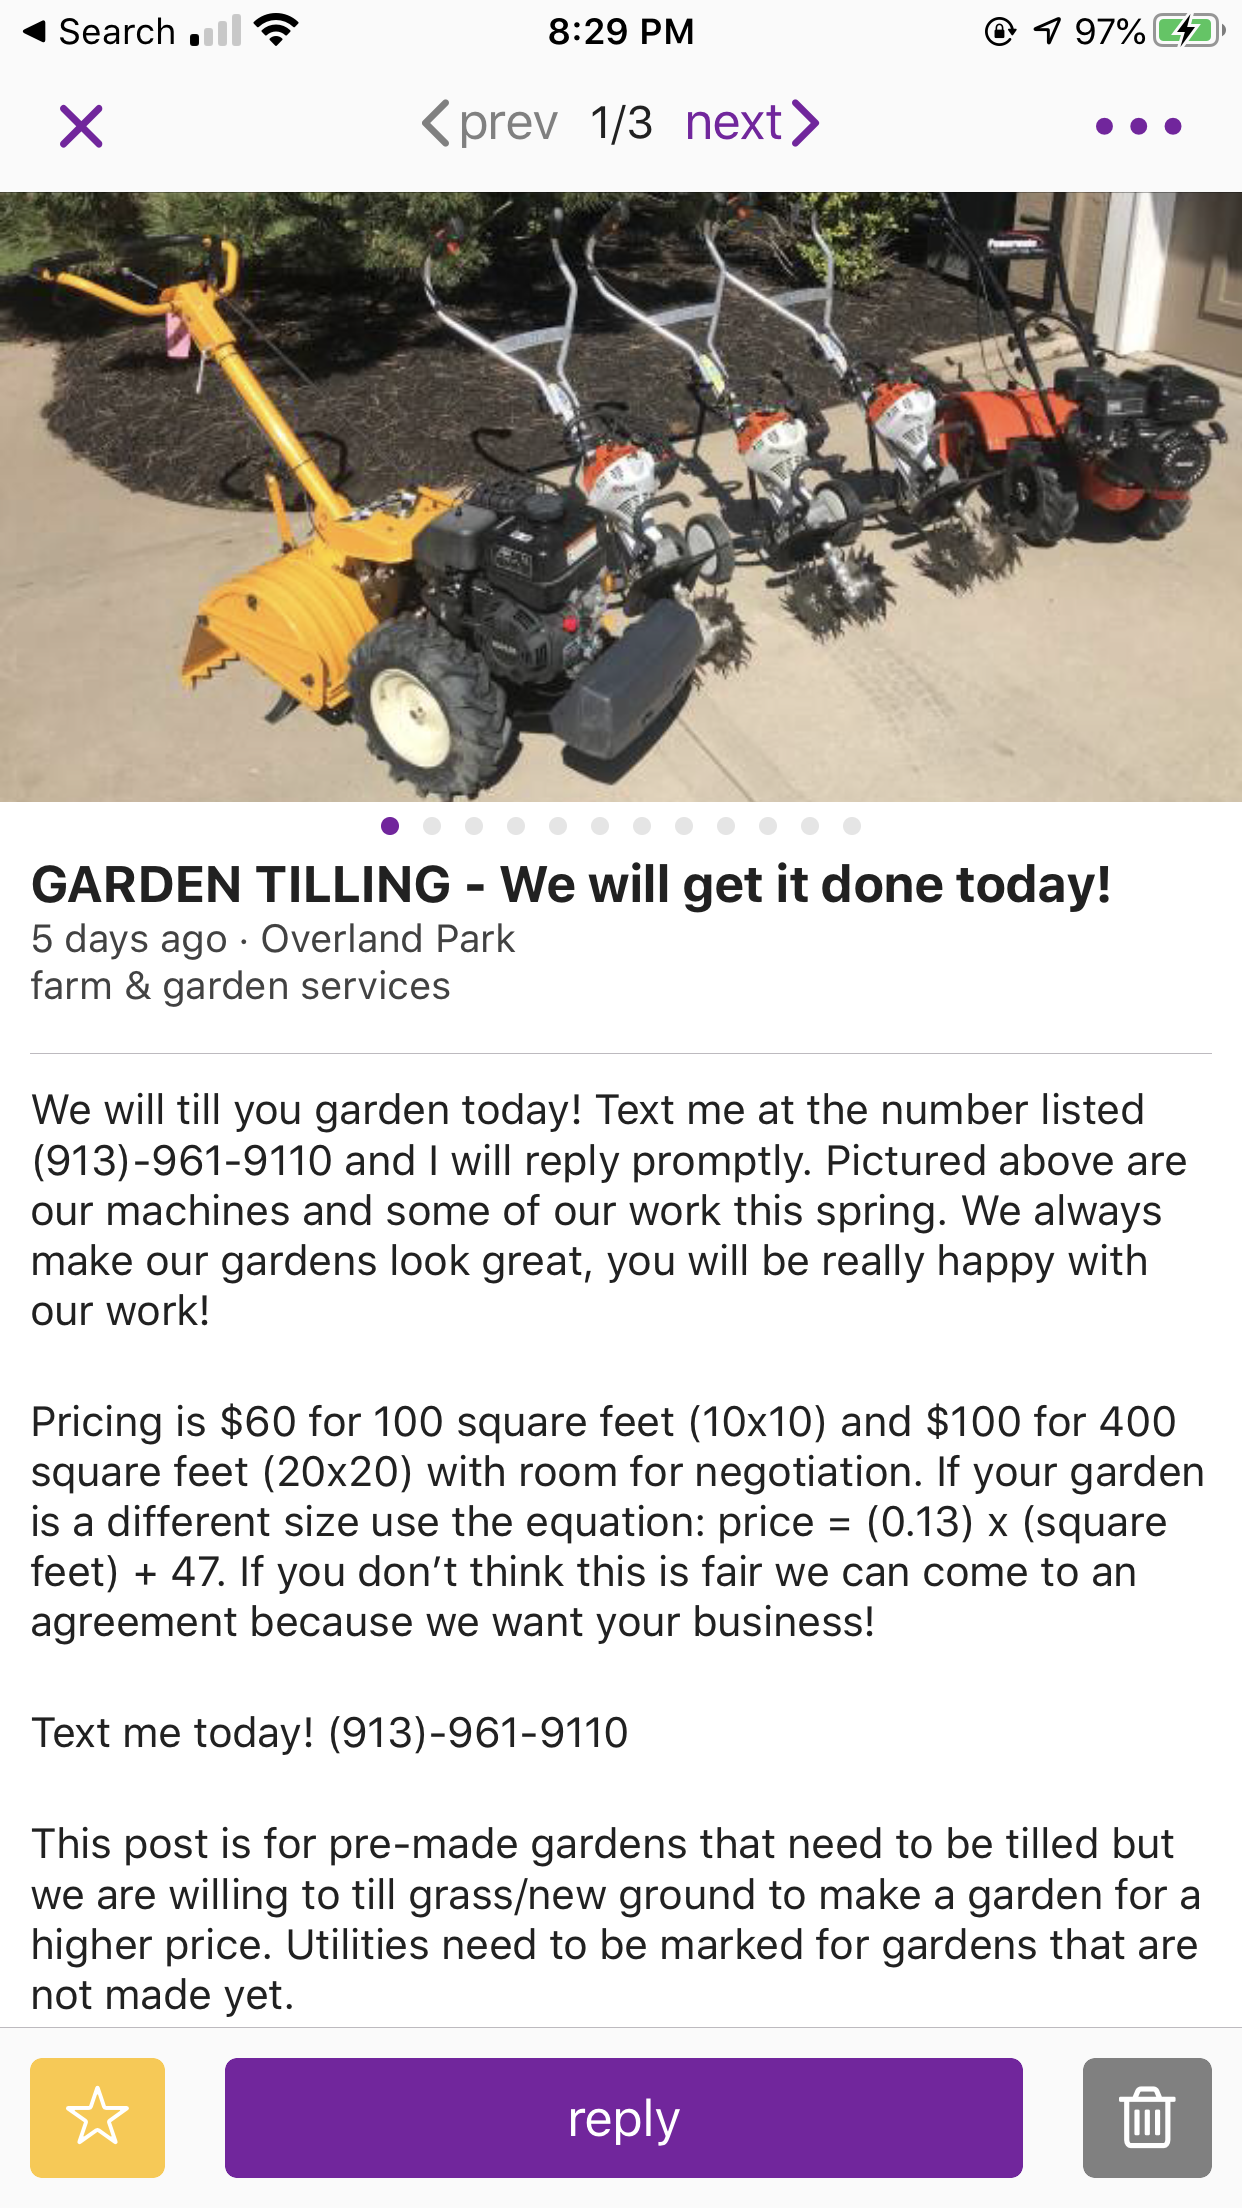 Search
8:29 PM
97%
prev 1/3 next
Powermate
GARDEN TILLING - We will get it done today!
5 days ago · Overland Park
farm & garden services
We will till you garden today! Text me at the number listed
(913)-961-9110 and I will reply promptly. Pictured above are
our machines and some of our work this spring. We always
make our gardens look great, you will be really happy with
our work!
Pricing is $60 for 100 square feet (10x10) and $100 for 400
square feet (20x20) with room for negotiation. If your garden
is a different size use the equation: price = (0.13) x (square
feet) + 47. If you don’t think this is fair we can come to an
agreement because we want your business!
Text me today! (913)-961-9110
This post is for pre-made gardens that need to be tilled but
we are willing to till grass/new ground to make a garden for a
higher price. Utilities need to be marked for gardens that are
not made yet.
reply